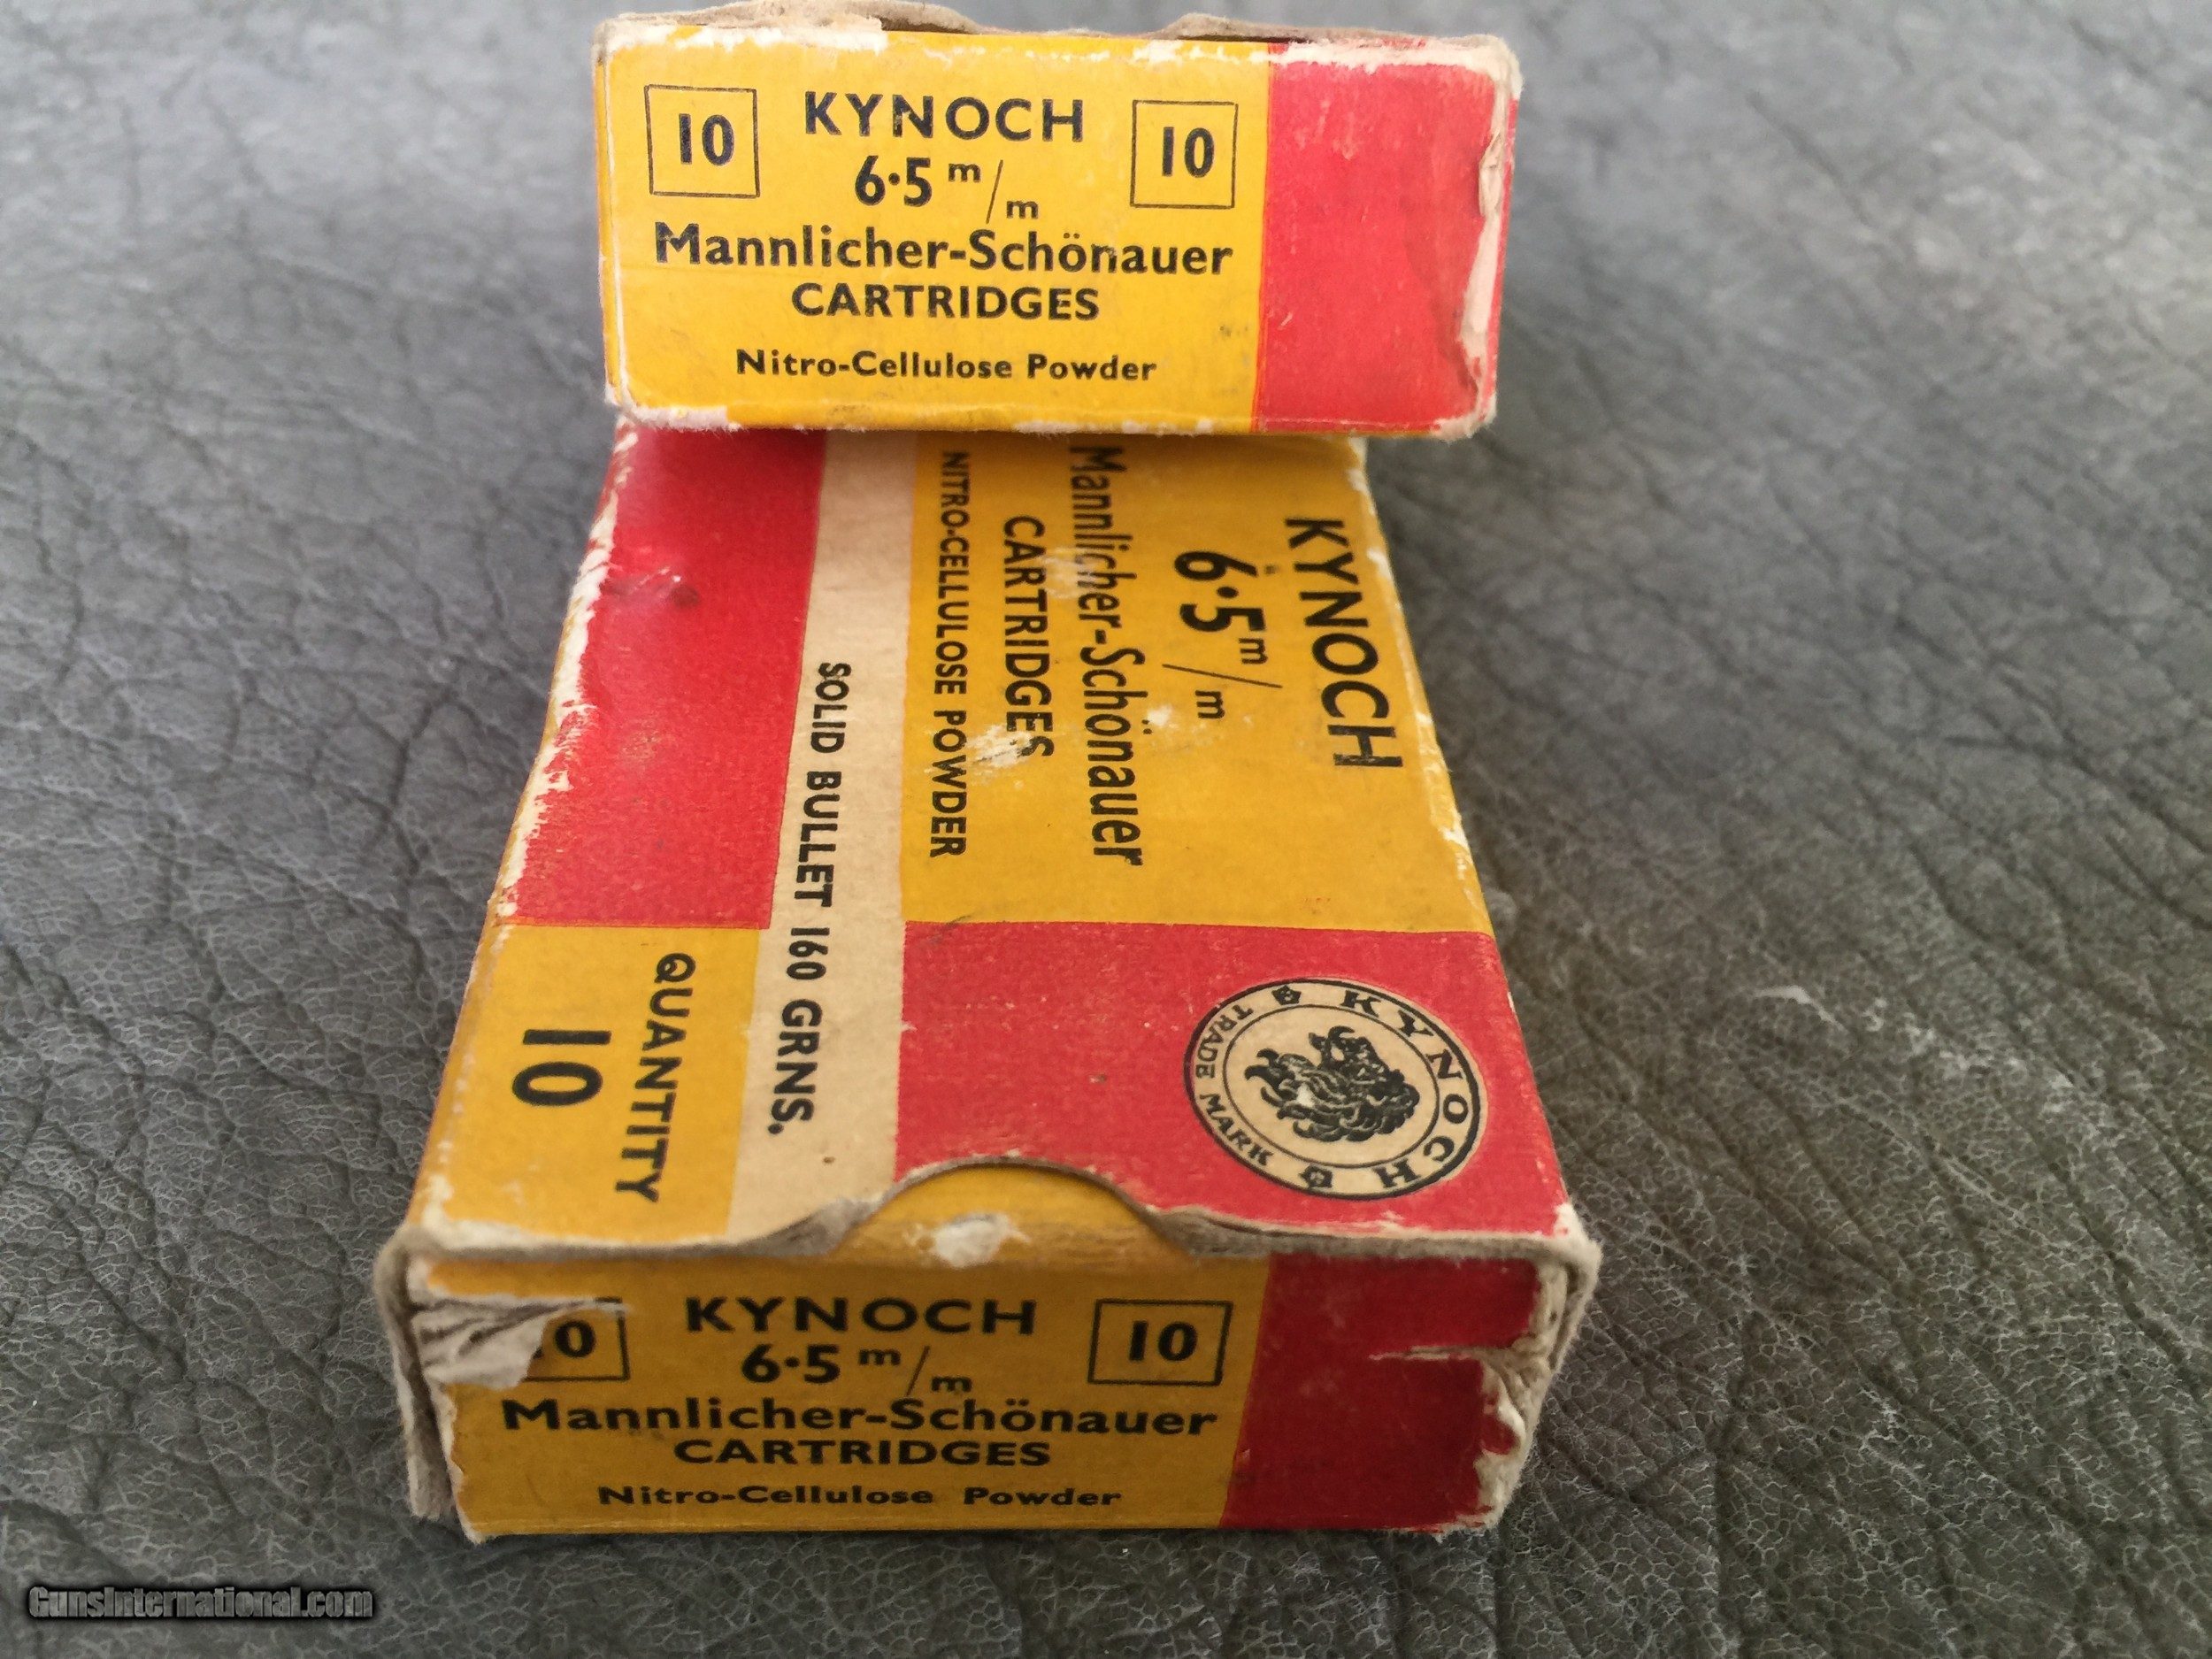 10 KYNOCH 10
6·5 m/m
Mannlicher-Schönauer
CARTRIDGES
Nitro-Cellulose Powder
KYNOCH
6·5 m/m
Mannlicher-Schönauer
CARTRIDGES
NITRO-CELLULOSE POWDER
SOLID BULLET 160 GRNS.
QUANTITY
10
KYNOCH
TRADE MARK
10 KYNOCH 10
6·5 m/m
Mannlicher-Schönauer
CARTRIDGES
Nitro-Cellulose Powder
GunsInternational.com